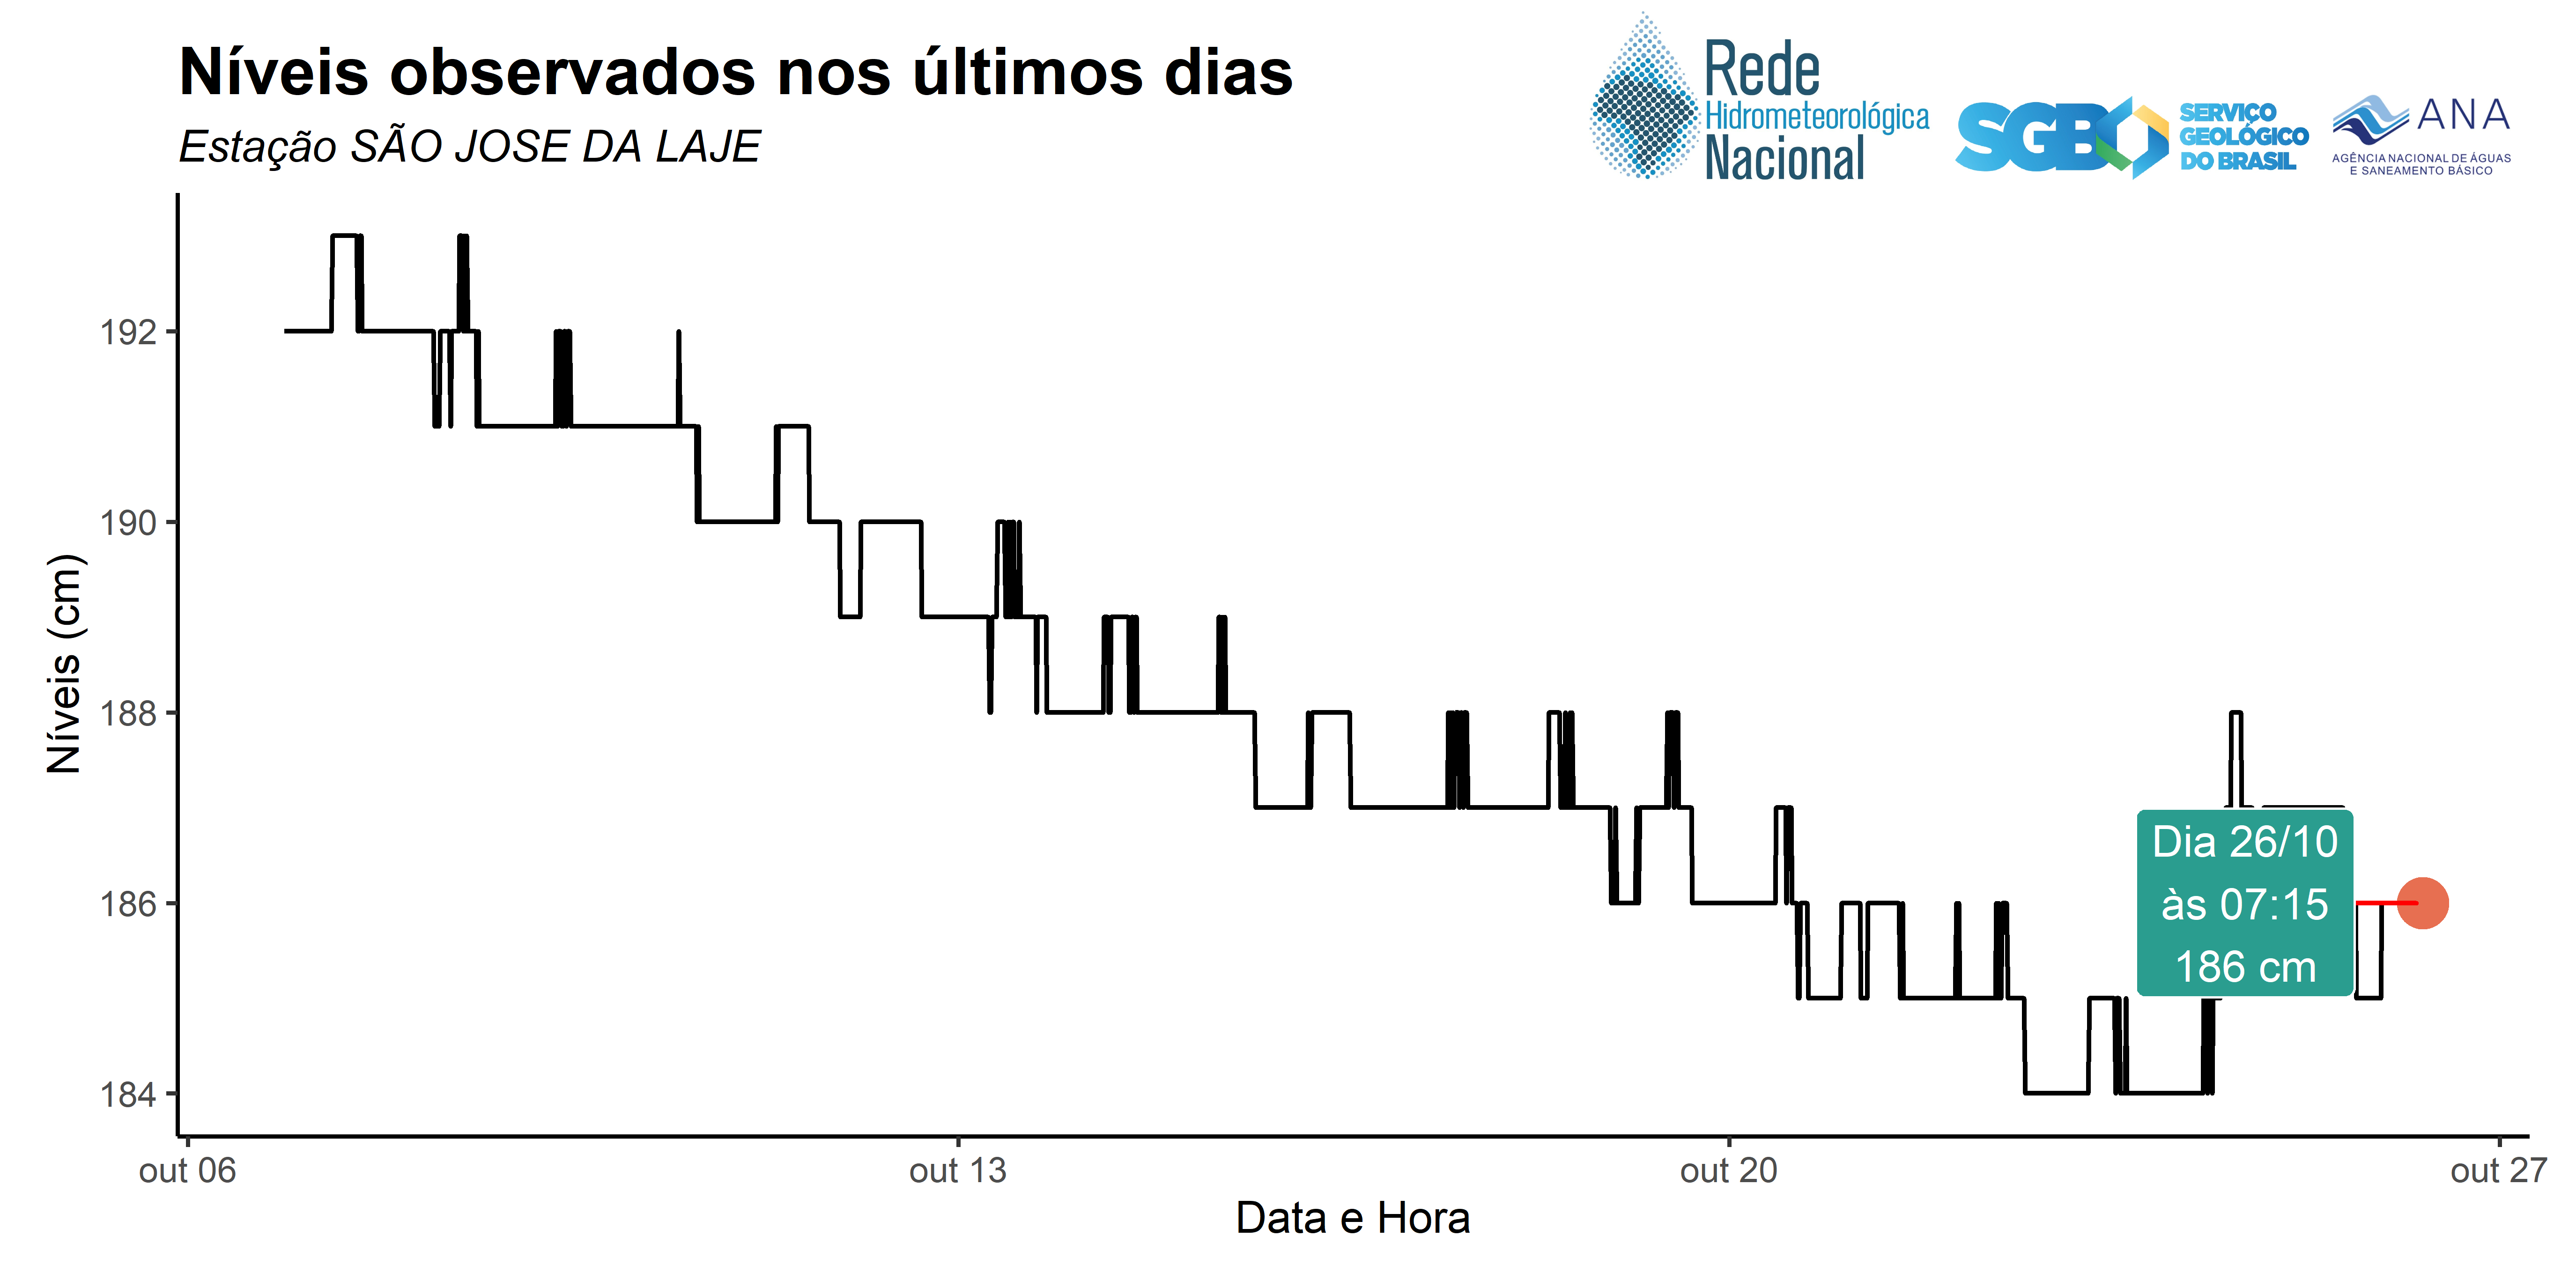 Níveis observados nos últimos dias
Estação SÃO JOSE DA LAJE
Rede
Hidrometeorológica
Nacional
SGB
SERVIÇO
GEOLÓGICO
DO BRASIL
ANA
AGÊNCIA NACIONAL DE ÁGUAS
E SANEAMENTO BÁSICO
Níveis (cm)
192
190
188
186
184
Dia 26/10
às 07:15
186 cm
out 06
out 13
out 20
out 27
Data e Hora